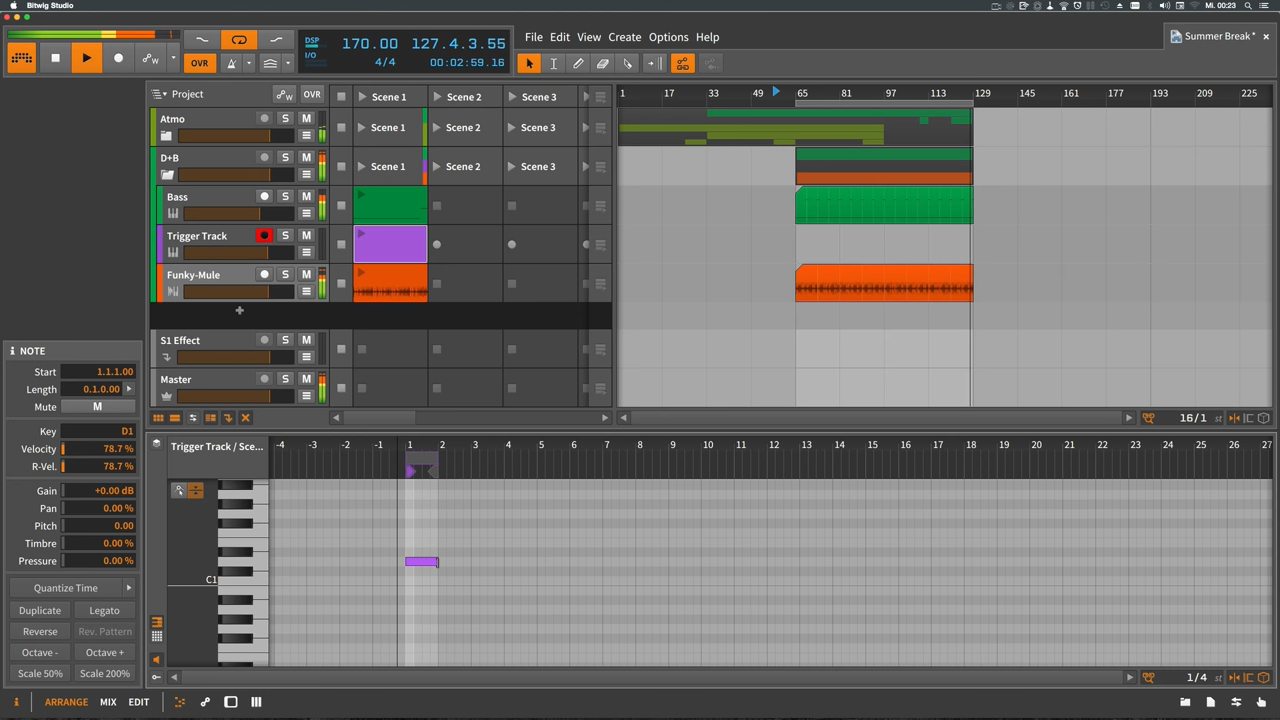 Bitwig Studio
Mi. 00:23
DSP
I/O
170.00
127.4.3.55
4/4
00:02:59.16
File Edit View Create Options Help
Summer Break*
OVR
Project
OVR
Scene 1
Scene 2
Scene 3
1 17 33 49 65 81 97 113 129 145 161 177 193 209 225
Atmo
S M
Scene 1
Scene 2
Scene 3
D+B
S M
Scene 1
Scene 2
Scene 3
Bass
S M
Trigger Track
S M
Funky-Mule
S M
+
S1 Effect
S M
Master
S M
16/1
NOTE
Start 1.1.1.00
Length 0.1.0.00
Mute M
Key D1
Velocity 78.7 %
R-Vel. 78.7 %
Gain +0.00 dB
Pan 0.00 %
Pitch 0.00
Timbre 0.00 %
Pressure 0.00 %
Quantize Time
Duplicate
Legato
Reverse
Rev. Pattern
Octave -
Octave +
Scale 50%
Scale 200%
Trigger Track / Sce...
-4 -3 -2 -1 1 2 3 4 5 6 7 8 9 10 11 12 13 14 15 16 17 18 19 20 21 22 23 24 25 26 27
C1
1/4
ARRANGE MIX EDIT